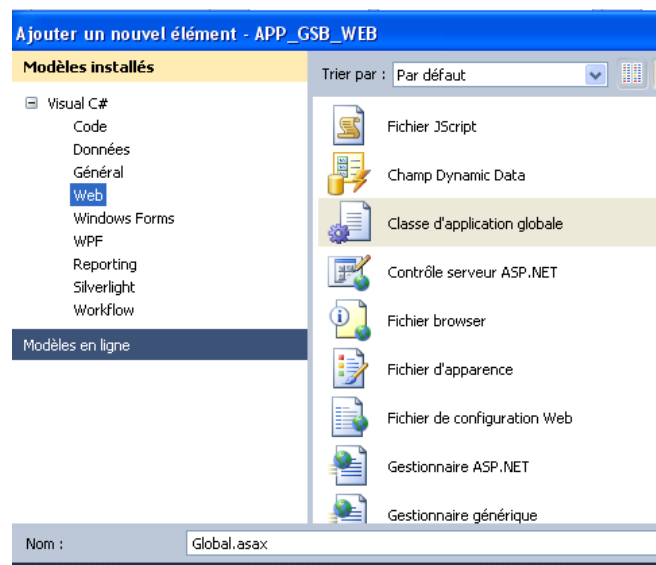 Ajouter un nouvel élément - APP_GSB_WEB
Modèles installés
Trier par :
Par défaut
Visual C#
Code
Données
Général
Web
Windows Forms
WPF
Reporting
Silverlight
Workflow
Modèles en ligne
Fichier JScript
Champ Dynamic Data
Classe d'application globale
Contrôle serveur ASP.NET
Fichier browser
Fichier d'apparence
Fichier de configuration Web
Gestionnaire ASP.NET
Gestionnaire générique
Nom :
Global.asax